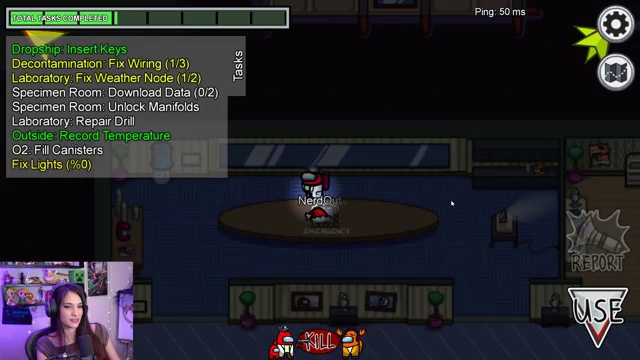 TOTAL TASKS COMPLETED
Ping: 50 ms
Dropship: Insert Keys
Decontamination: Fix Wiring (1/3)
Laboratory: Fix Weather Node (1/2)
Specimen Room: Download Data (0/2)
Specimen Room: Unlock Manifolds
Laboratory: Repair Drill
Outside: Record Temperature
O2: Fill Canisters
Fix Lights (%0)
Tasks
NerdOut
EMERGENCY
REPORT
USE
KILL